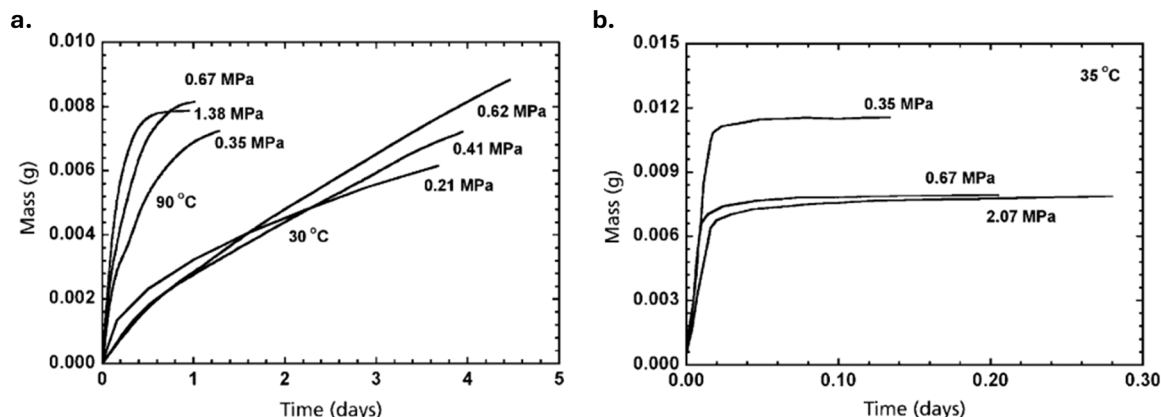 a.
0.010
0.008
0.006
0.004
0.002
0.000
Mass (g)
0.67 MPa
1.38 MPa
0.35 MPa
90 °C
0.62 MPa
0.41 MPa
0.21 MPa
30 °C
0 1 2 3 4 5
Time (days)
b.
0.015
0.012
0.009
0.006
0.003
0.000
Mass (g)
35 °C
0.35 MPa
0.67 MPa
2.07 MPa
0.00 0.10 0.20 0.30
Time (days)